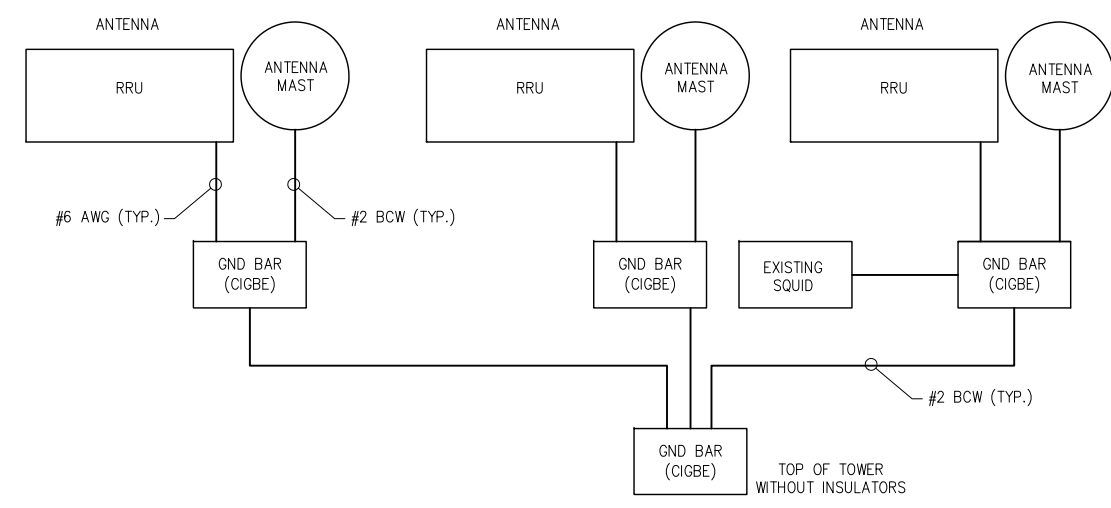 ANTENNA
ANTENNA
ANTENNA
RRU
ANTENNA
MAST
RRU
ANTENNA
MAST
RRU
ANTENNA
MAST
#6 AWG (TYP.)
#2 BCW (TYP.)
GND BAR
(CIGBE)
GND BAR
(CIGBE)
EXISTING
SQUID
GND BAR
(CIGBE)
#2 BCW (TYP.)
GND BAR
(CIGBE)
TOP OF TOWER
WITHOUT INSULATORS